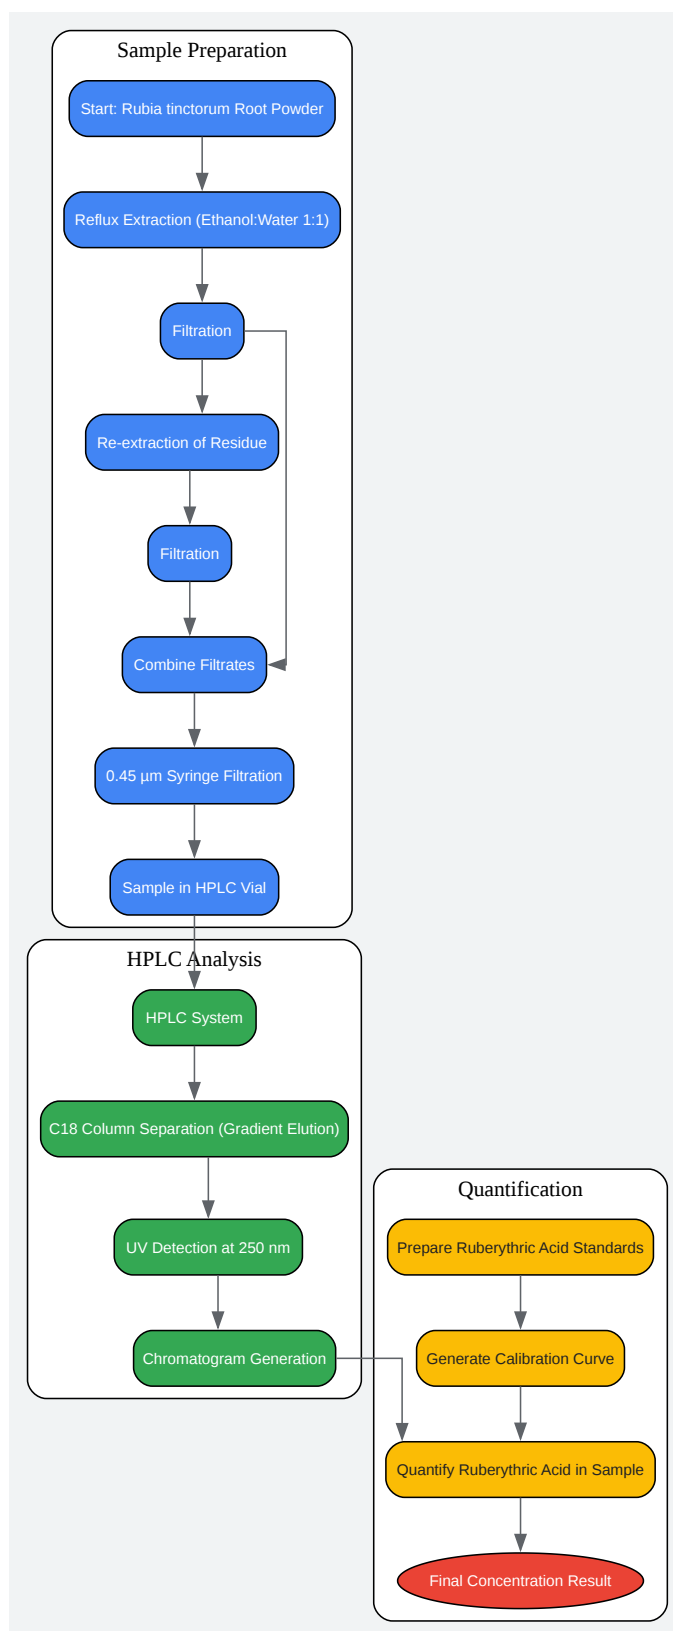 Sample Preparation
Start: Rubia tinctorum Root Powder
Reflux Extraction (Ethanol:Water 1:1)
Filtration
Re-extraction of Residue
Filtration
Combine Filtrates
0.45 µm Syringe Filtration
Sample in HPLC Vial
HPLC Analysis
HPLC System
C18 Column Separation (Gradient Elution)
UV Detection at 250 nm
Chromatogram Generation
Quantification
Prepare Ruberythric Acid Standards
Generate Calibration Curve
Quantify Ruberythric Acid in Sample
Final Concentration Result